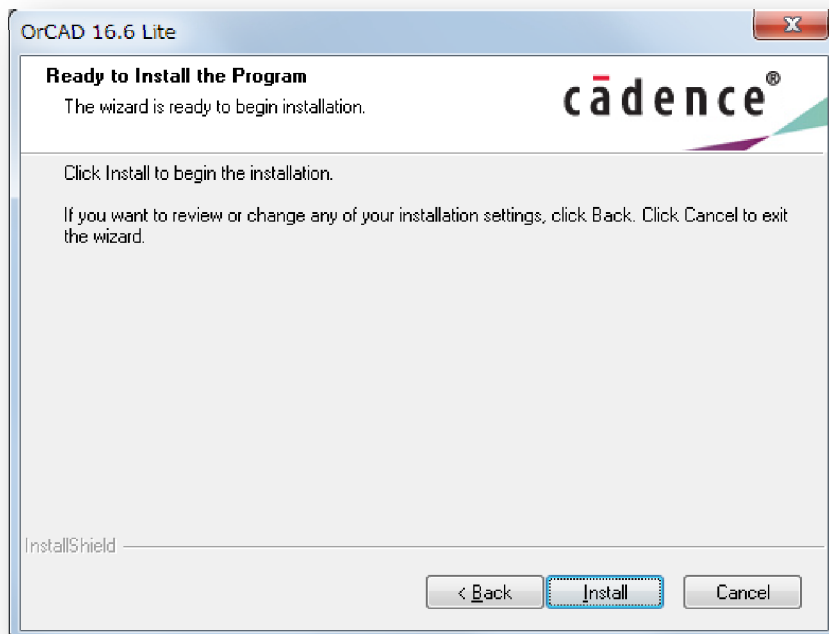 OrCAD 16.6 Lite
Ready to Install the Program
The wizard is ready to begin installation.
cādence®
Click Install to begin the installation.
If you want to review or change any of your installation settings, click Back. Click Cancel to exit
the wizard.
InstallShield
< Back Install Cancel